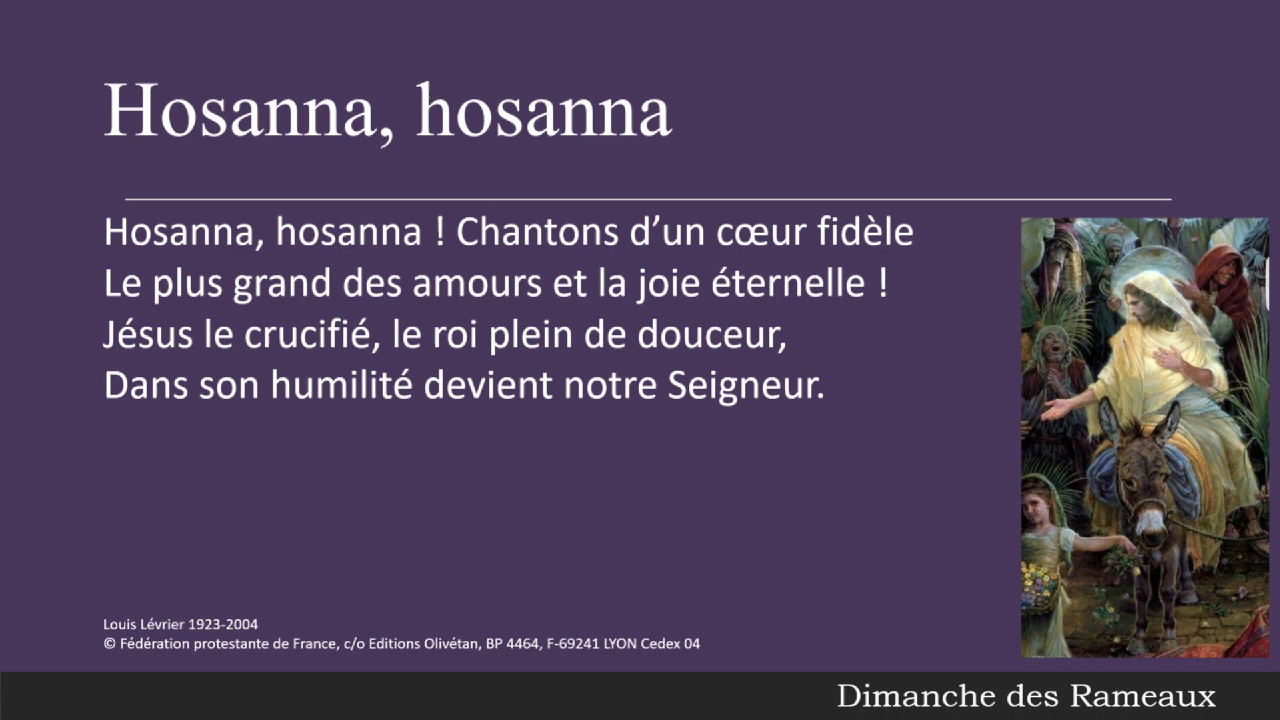 Hosanna, hosanna
Hosanna, hosanna ! Chantons d’un cœur fidèle
Le plus grand des amours et la joie éternelle !
Jésus le crucifié, le roi plein de douceur,
Dans son humilité devient notre Seigneur.
Louis Lévrier 1923-2004
© Fédération protestante de France, c/o Editions Olivétan, BP 4464, F-69241 LYON Cedex 04
Dimanche des Rameaux